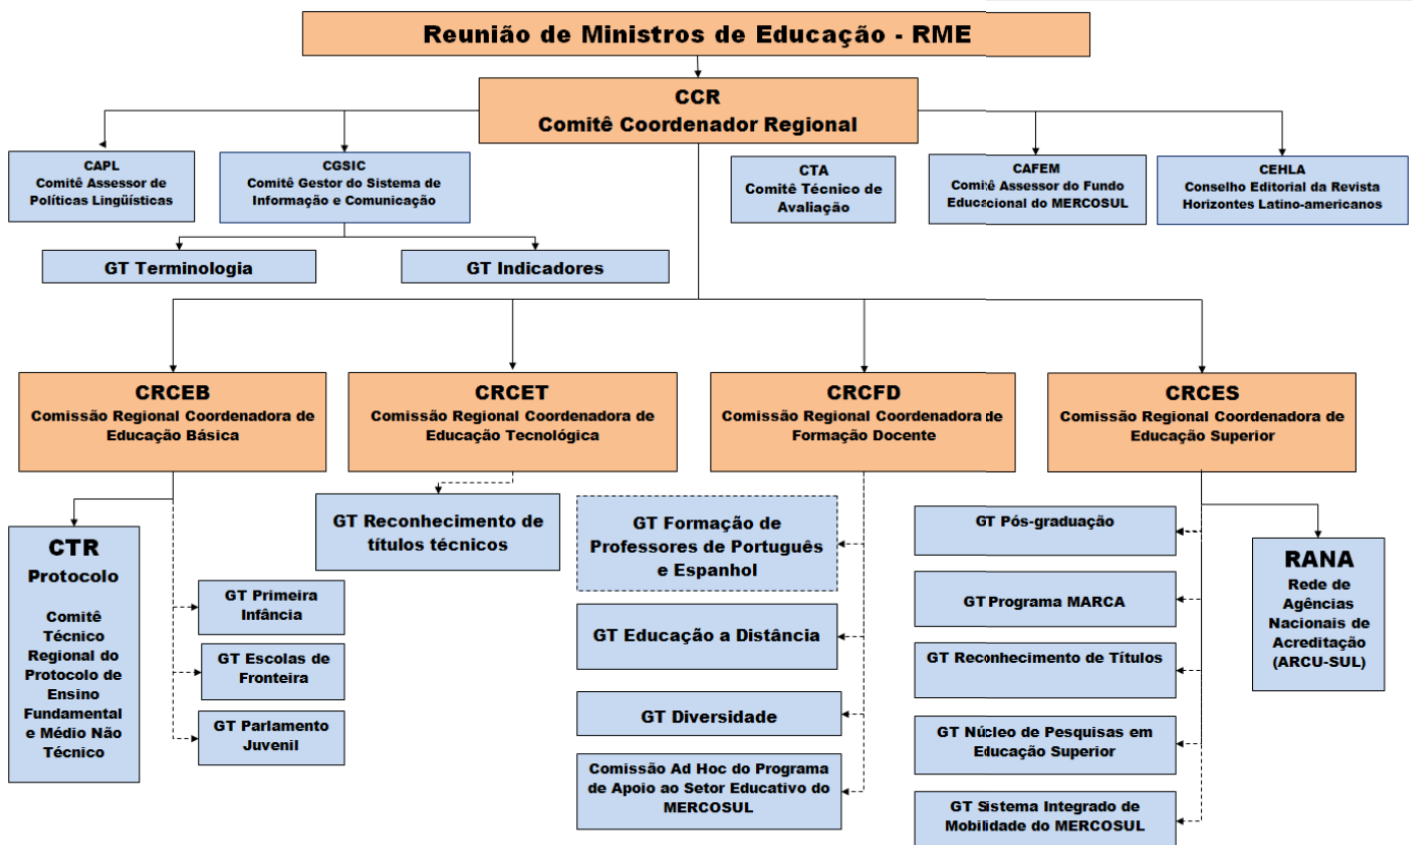 Reunião de Ministros de Educação - RME
CCR
Comitê Coordenador Regional
CAPL
Comitê Assessor de
Políticas Lingüísticas
CGSIC
Comitê Gestor do Sistema de
Informação e Comunicação
CTA
Comitê Técnico de
Avaliação
CAFEM
Comitê Assessor do Fundo
Educacional do MERCOSUL
CEHLA
Conselho Editorial da Revista
Horizontes Latino-americanos
GT Terminologia
GT Indicadores
CRCEB
Comissão Regional Coordenadora de
Educação Básica
CRCET
Comissão Regional Coordenadora de
Educação Tecnológica
CRCFD
Comissão Regional Coordenadora de
Formação Docente
CRCES
Comissão Regional Coordenadora de
Educação Superior
CTR
Protocolo
Comitê
Técnico
Regional do
Protocolo de
Ensino
Fundamental
e Médio Não
Técnico
GT Primeira
Infância
GT Escolas de
Fronteira
GT Parlamento
Juvenil
GT Reconhecimento de
títulos técnicos
GT Formação de
Professores de Português
e Espanhol
GT Educação a Distância
GT Diversidade
Comissão Ad Hoc do Programa
de Apoio ao Setor Educativo do
MERCOSUL
GT Pós-graduação
GT Programa MARCA
GT Reconhecimento de Títulos
GT Núcleo de Pesquisas em
Educação Superior
GT Sistema Integrado de
Mobilidade do MERCOSUL
RANA
Rede de
Agências
Nacionais de
Acreditação
(ARCU-SUL)